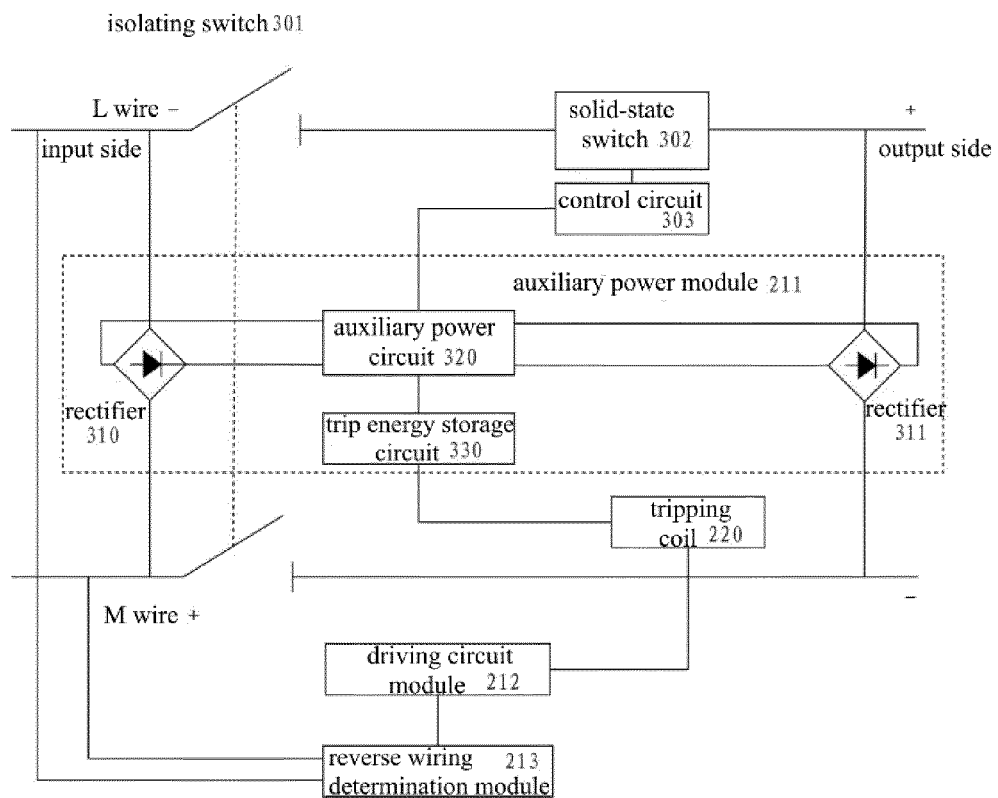 isolating switch 301
L wire −
input side
solid-state
switch 302
+
output side
control circuit
303
auxiliary power module 211
auxiliary power
circuit 320
rectifier
310
rectifier
311
trip energy storage
circuit 330
tripping
coil 220
M wire +
−
driving circuit
module 212
reverse wiring 213
determination module